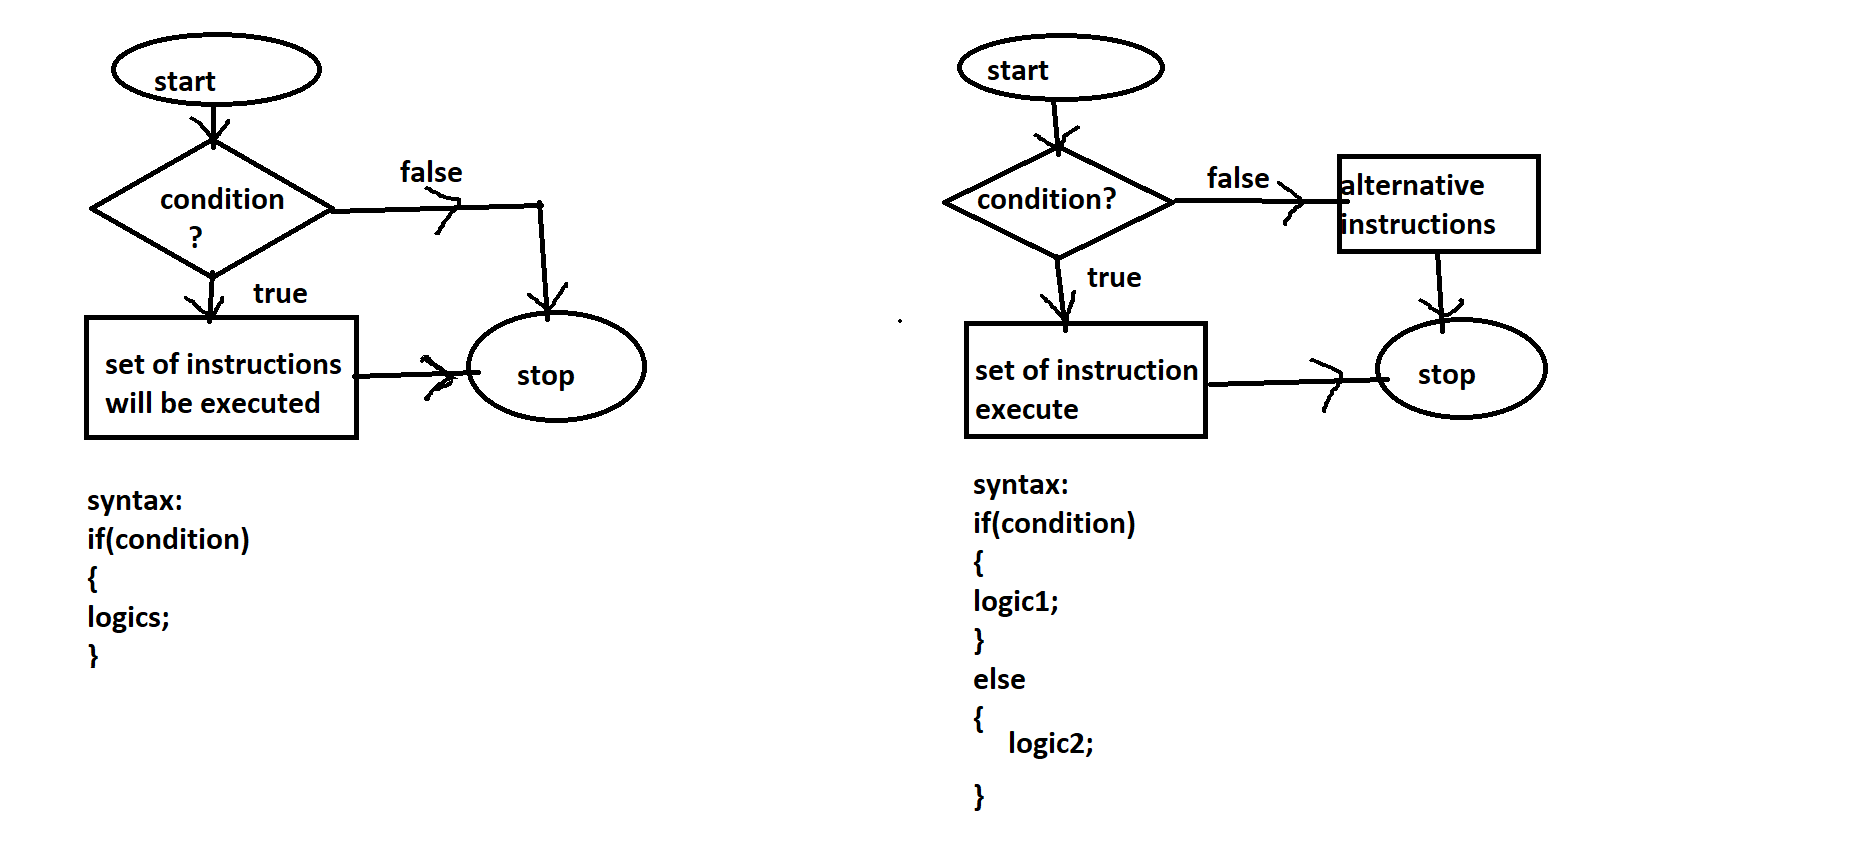 start
condition
?
false
true
set of instructions
will be executed
stop
syntax:
if(condition)
{
logics;
}
start
condition?
false
alternative
instructions
true
set of instruction
execute
stop
syntax:
if(condition)
{
logic1;
}
else
{
logic2;
}